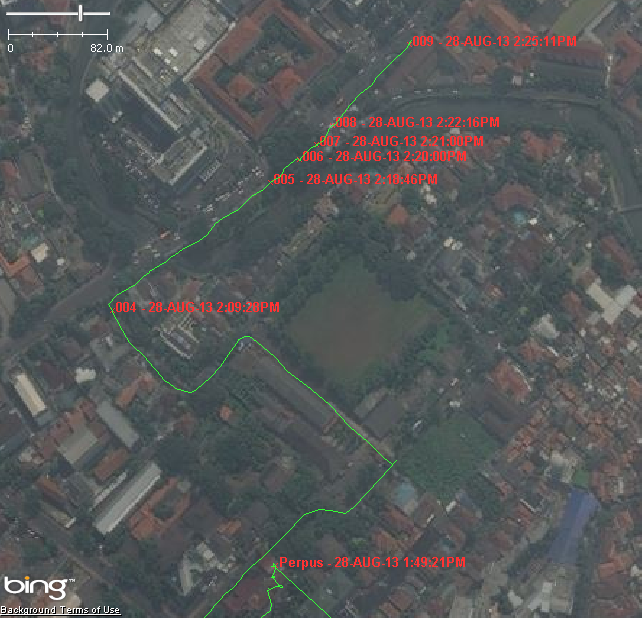 0 82.0 m
009 - 28-AUG-13 2:25:11PM
008 - 28-AUG-13 2:22:16PM
007 - 28-AUG-13 2:21:00PM
006 - 28-AUG-13 2:20:00PM
005 - 28-AUG-13 2:18:46PM
004 - 28-AUG-13 2:09:28PM
Perpus - 28-AUG-13 1:49:21PM
bing™
Background Terms of Use